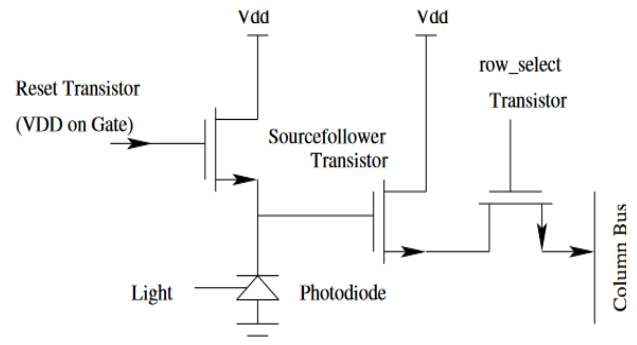 Vdd
Vdd
Reset Transistor
(VDD on Gate)
Sourcefollower
Transistor
row_select
Transistor
Light
Photodiode
Column Bus